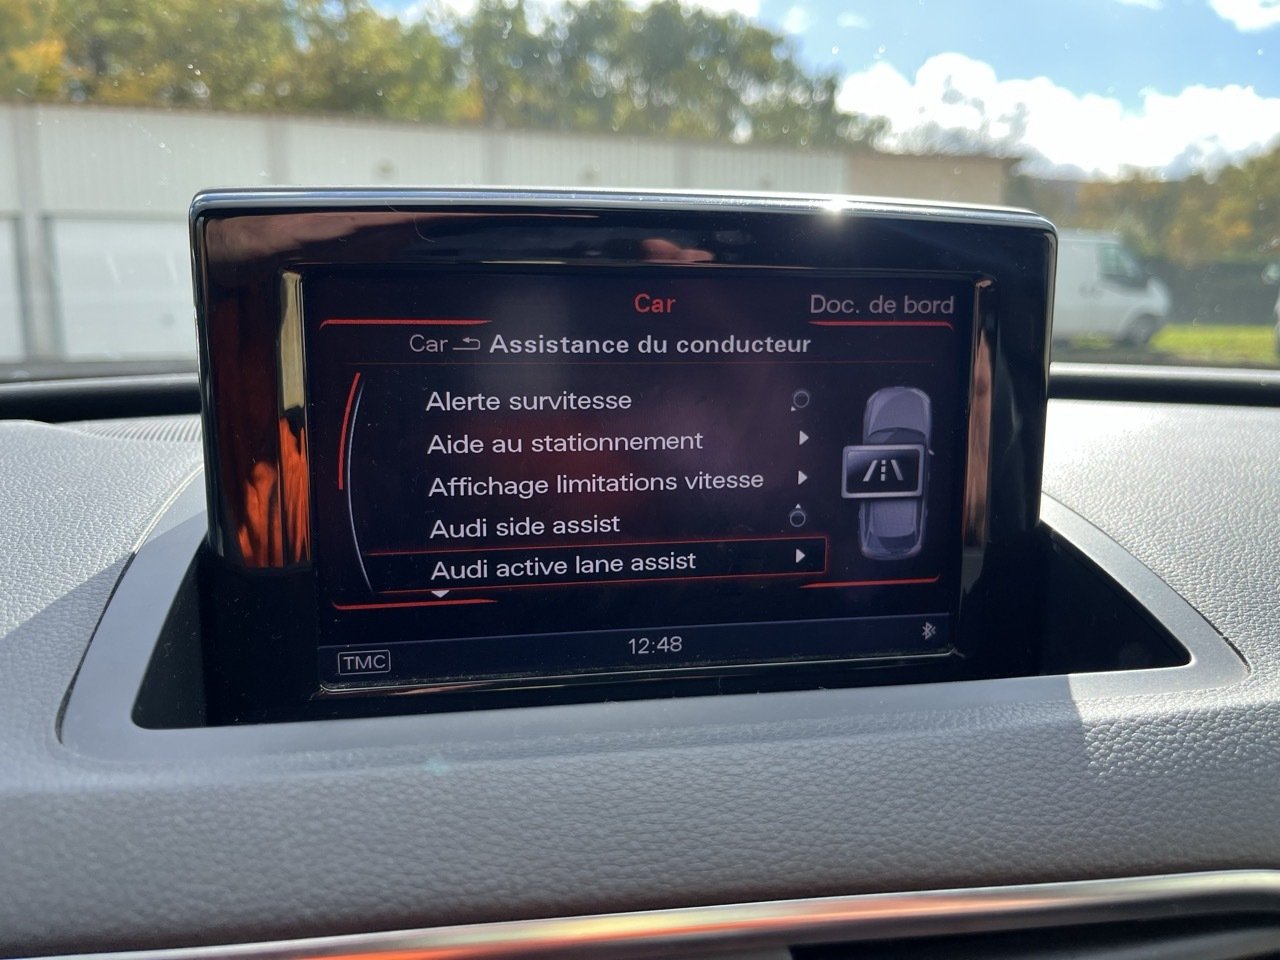 Car
Doc. de bord
Car Assistance du conducteur
Alerte survitesse
Aide au stationnement
Affichage limitations vitesse
Audi side assist
Audi active lane assist
TMC
12:48